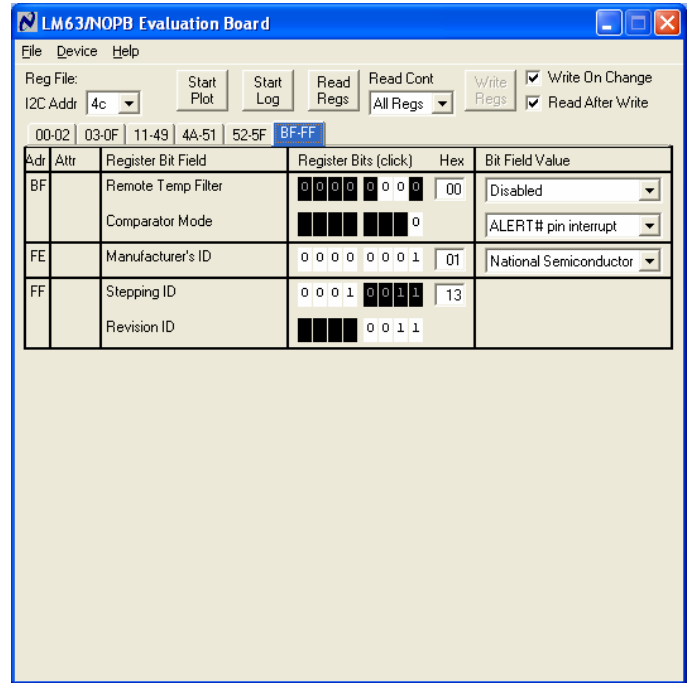 LM63/NOPB Evaluation Board
File Device Help
Reg File:
I2C Addr 4c
Start Plot
Start Log
Read Regs
Read Cont
All Regs
Write Regs
Write On Change
Read After Write
00-02 03-0F 11-49 4A-51 52-5F BF-FF
Adr Attr Register Bit Field Register Bits (click) Hex Bit Field Value
BF Remote Temp Filter 0 0 0 0 0 0 0 0 00 Disabled
Comparator Mode 0 ALERT# pin interrupt
FE Manufacturer's ID 0 0 0 0 0 0 0 1 01 National Semiconductor
FF Stepping ID 0 0 0 1 0 0 1 1 13
Revision ID 0 0 1 1